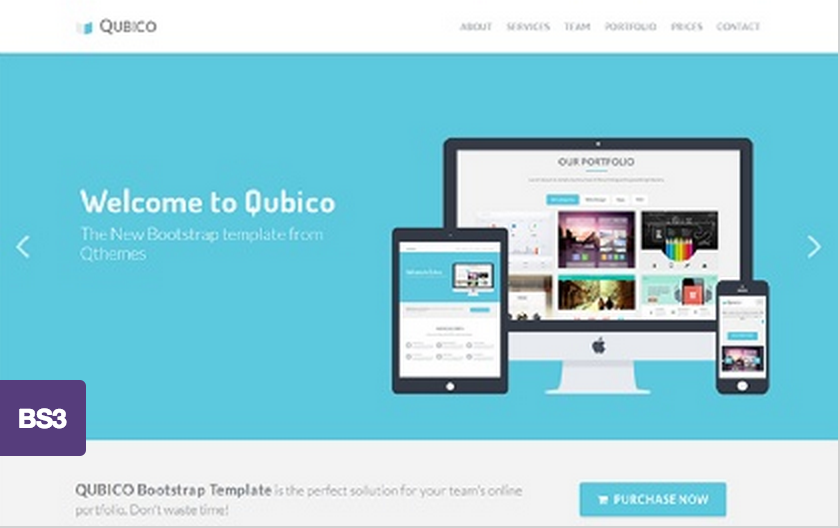 QUBICO
ABOUT SERVICES TEAM PORTFOLIO PRICES CONTACT
Welcome to Qubico
The New Bootstrap template from
Qthemes
OUR PORTFOLIO
BS3
QUBICO Bootstrap Template is the perfect sollution for your team's online
portfolio. Don't waste time!
PURCHASE NOW